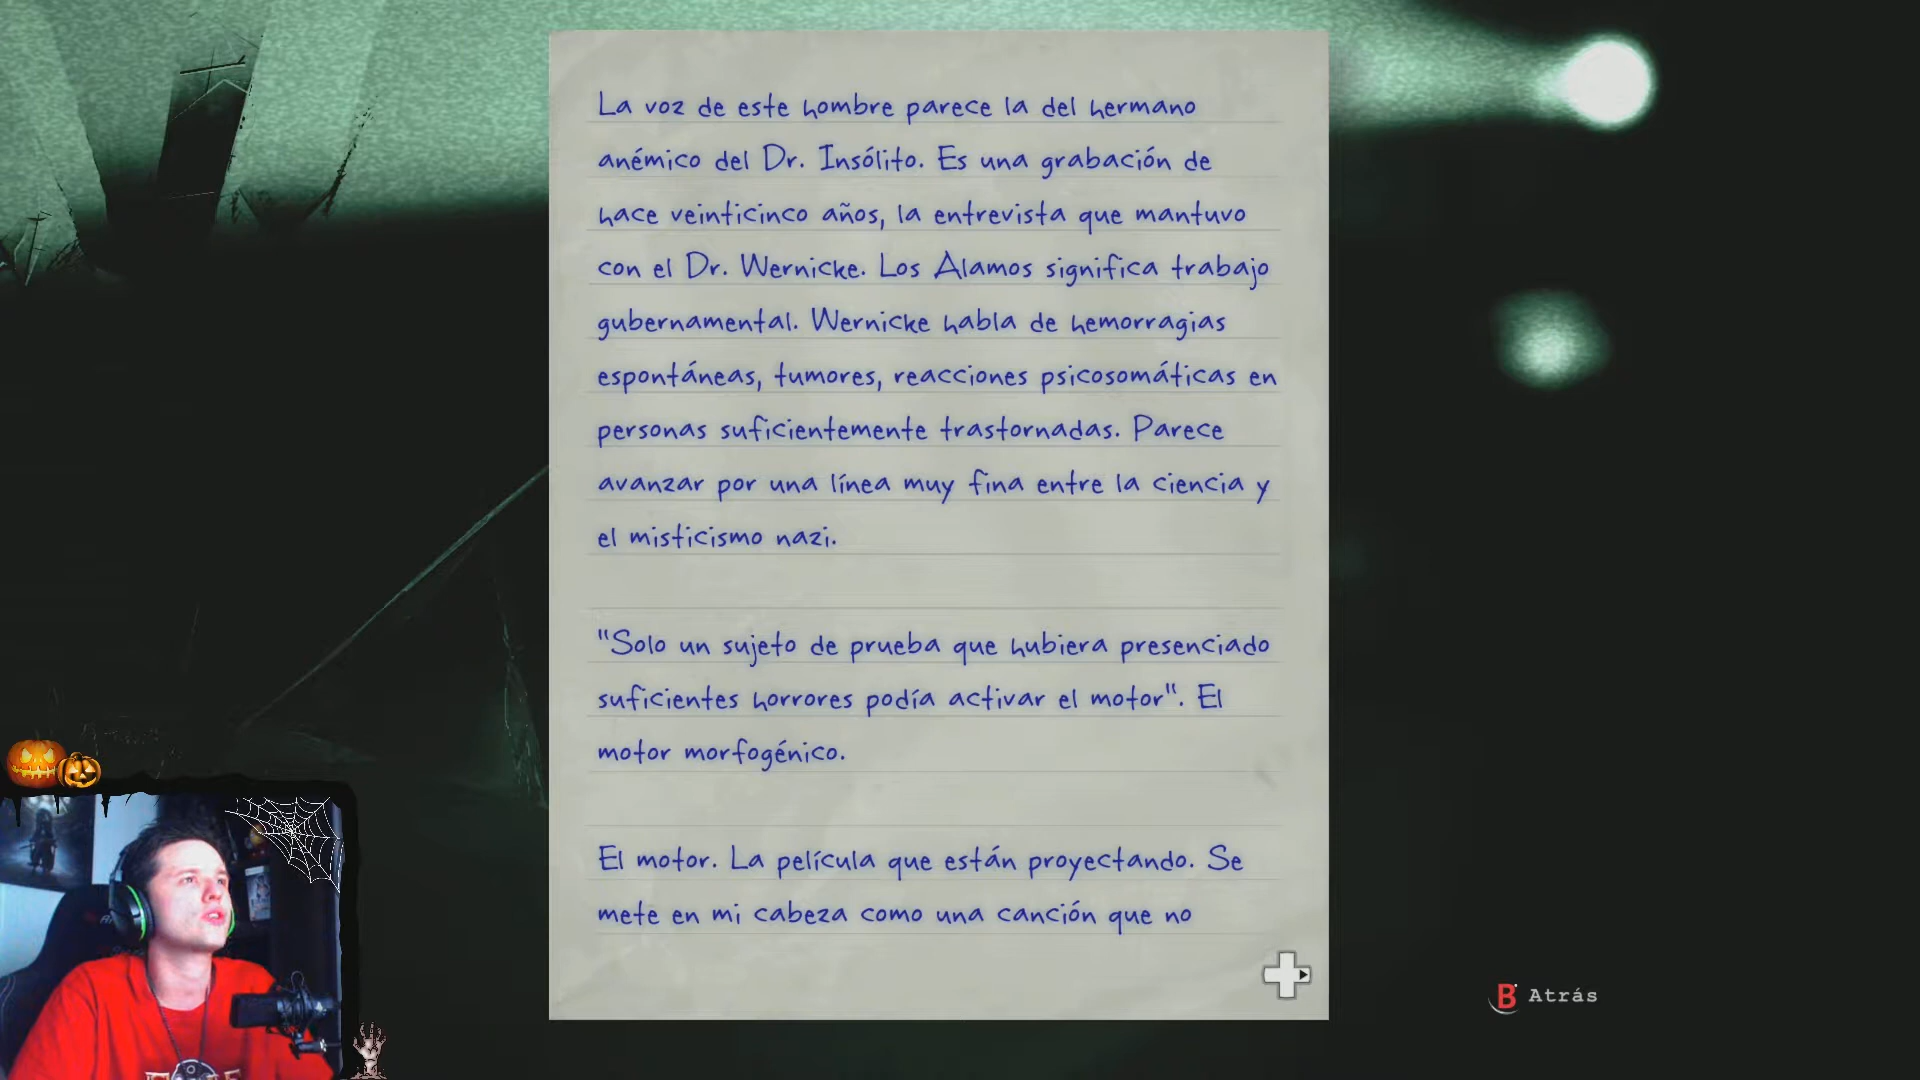 La voz de este hombre parece la del hermano
anémico del Dr. Insólito. Es una grabación de
hace veinticinco años, la entrevista que mantuvo
con el Dr. Wernicke. Los Alamos significa trabajo
gubernamental. Wernicke habla de hemorragias
espontáneas, tumores, reacciones psicosomáticas en
personas suficientemente trastornadas. Parece
avanzar por una línea muy fina entre la ciencia y
el misticismo nazi.
"Solo un sujeto de prueba que hubiera presenciado
suficientes horrores podía activar el motor". El
motor morfogénico.
El motor. La película que están proyectando. Se
mete en mi cabeza como una canción que no
B Atrás